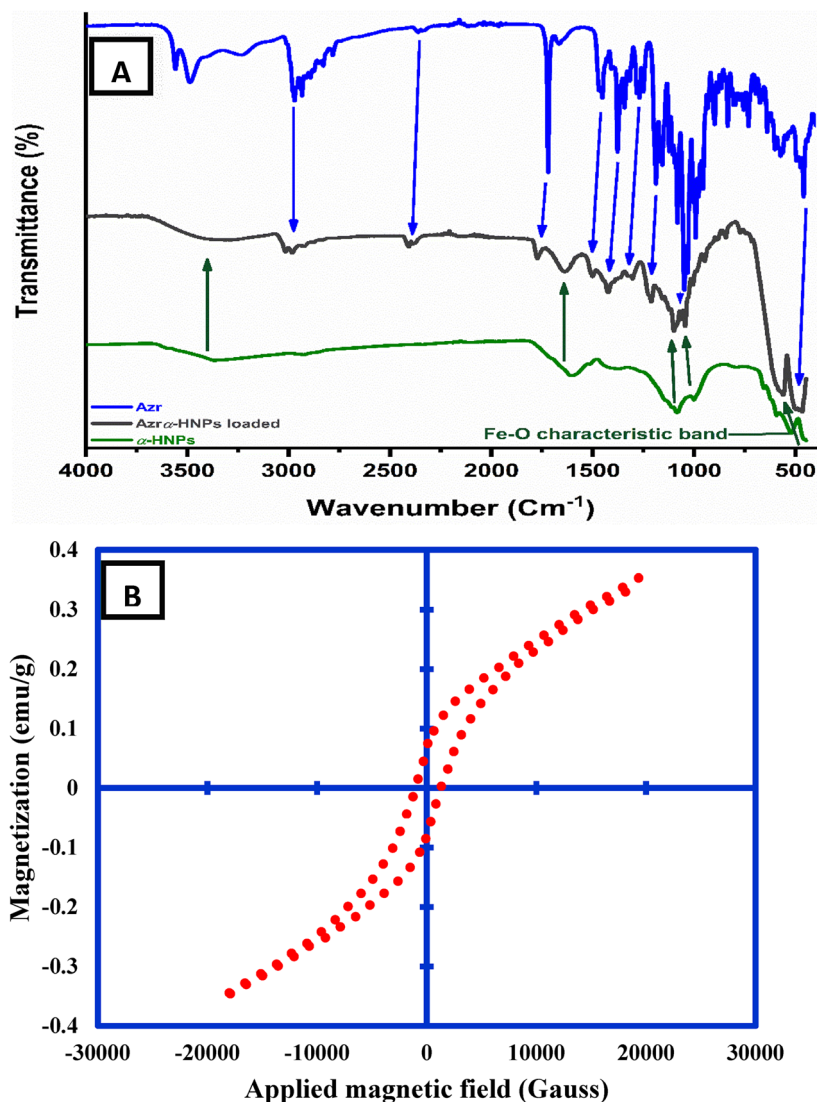 A
Transmittance (%)
Azr
Azr α-HNPs loaded
α-HNPs
Fe-O characteristic band
4000 3500 3000 2500 2000 1500 1000 500
Wavenumber (Cm⁻¹)
B
Magnetization (emu/g)
0.4
0.3
0.2
0.1
0
-0.1
-0.2
-0.3
-0.4
-30000 -20000 -10000 0 10000 20000 30000
Applied magnetic field (Gauss)